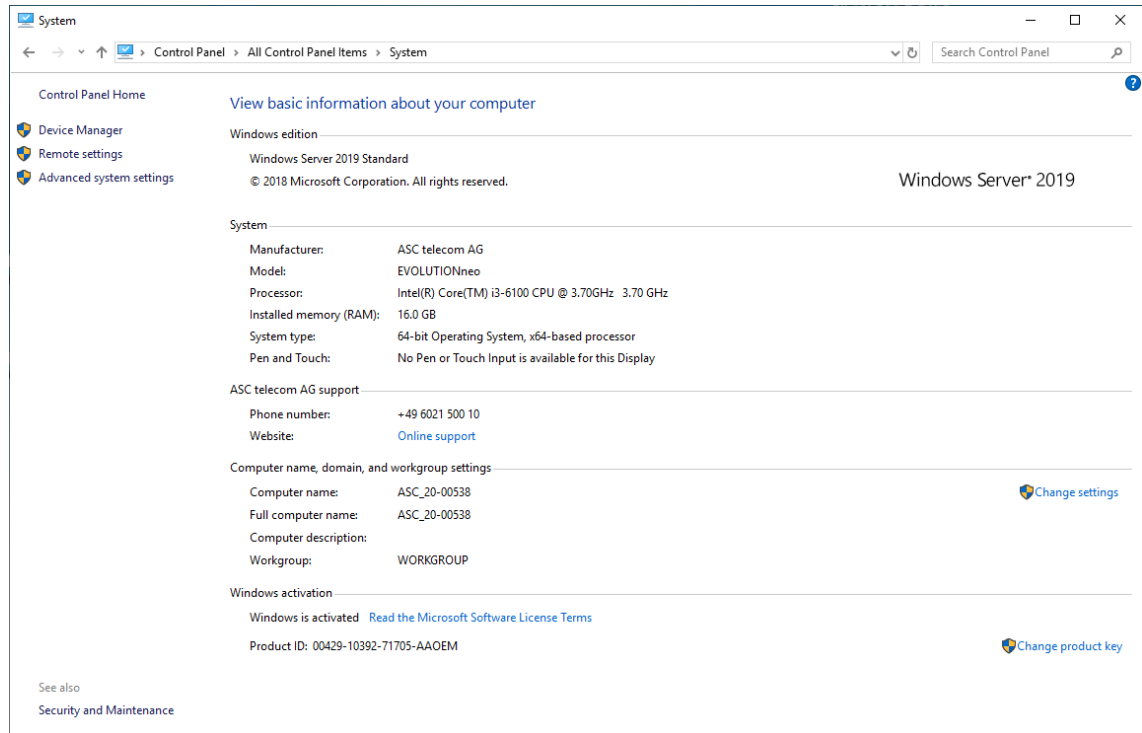 System
Control Panel > All Control Panel Items > System
Search Control Panel
Control Panel Home
Device Manager
Remote settings
Advanced system settings
View basic information about your computer
Windows edition
Windows Server 2019 Standard
© 2018 Microsoft Corporation. All rights reserved.
Windows Server® 2019
System
Manufacturer: ASC telecom AG
Model: EVOLUTIONneo
Processor: Intel(R) Core(TM) i3-6100 CPU @ 3.70GHz 3.70 GHz
Installed memory (RAM): 16.0 GB
System type: 64-bit Operating System, x64-based processor
Pen and Touch: No Pen or Touch Input is available for this Display
ASC telecom AG support
Phone number: +49 6021 500 10
Website: Online support
Computer name, domain, and workgroup settings
Computer name: ASC_20-00538 Change settings
Full computer name: ASC_20-00538
Computer description:
Workgroup: WORKGROUP
Windows activation
Windows is activated Read the Microsoft Software License Terms
Product ID: 00429-10392-71705-AAOEM Change product key
See also
Security and Maintenance